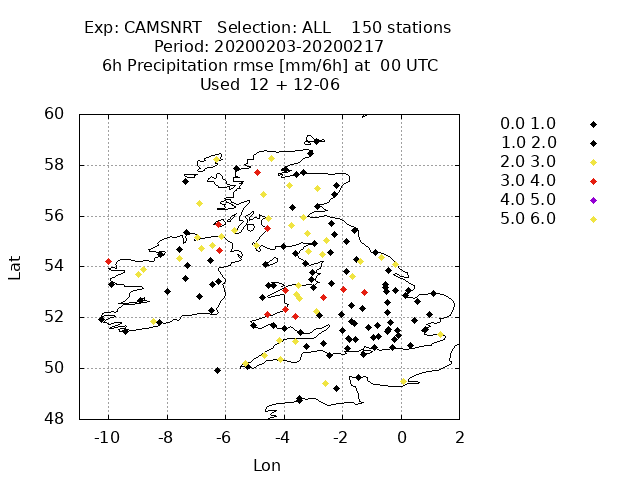 Exp: CAMSNRT Selection: ALL 150 stations
Period: 20200203-20200217
6h Precipitation rmse [mm/6h] at 00 UTC
Used 12 + 12-06
60
58
56
54
52
50
48
Lat
-10 -8 -6 -4 -2 0 2
Lon
0.0 1.0
1.0 2.0
2.0 3.0
3.0 4.0
4.0 5.0
5.0 6.0